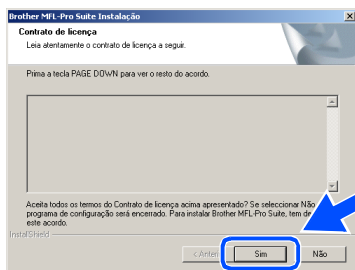 Brother MFL-Pro Suite Instalação
Contrato de licença
Leia atentamente o contrato de licença a seguir.
Prima a tecla PAGE DOWN para ver o resto do acordo.
Aceita todos os termos do Contrato de licença acima apresentado? Se seleccionar Não
programa de configuração será encerrado. Para instalar Brother MFL-Pro Suite, tem de
este acordo.
InstallShield
Sim
Não